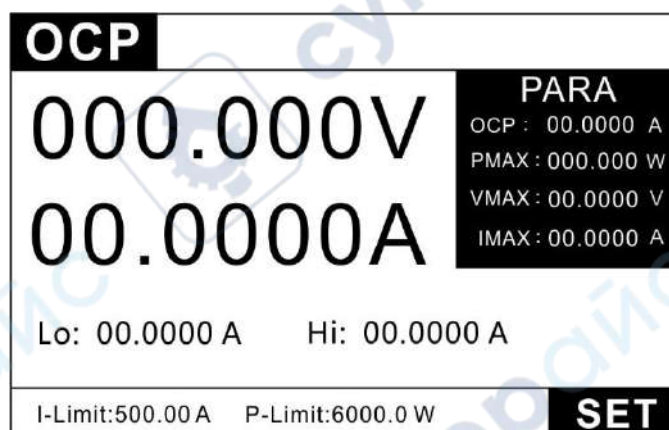 OCP
000.000V
00.0000A
PARA
OCP : 00.0000 A
PMAX : 000.000 W
VMAX : 00.0000 V
IMAX : 00.0000 A
Lo: 00.0000 A Hi: 00.0000 A
I-Limit:500.00 A P-Limit:6000.0 W SET